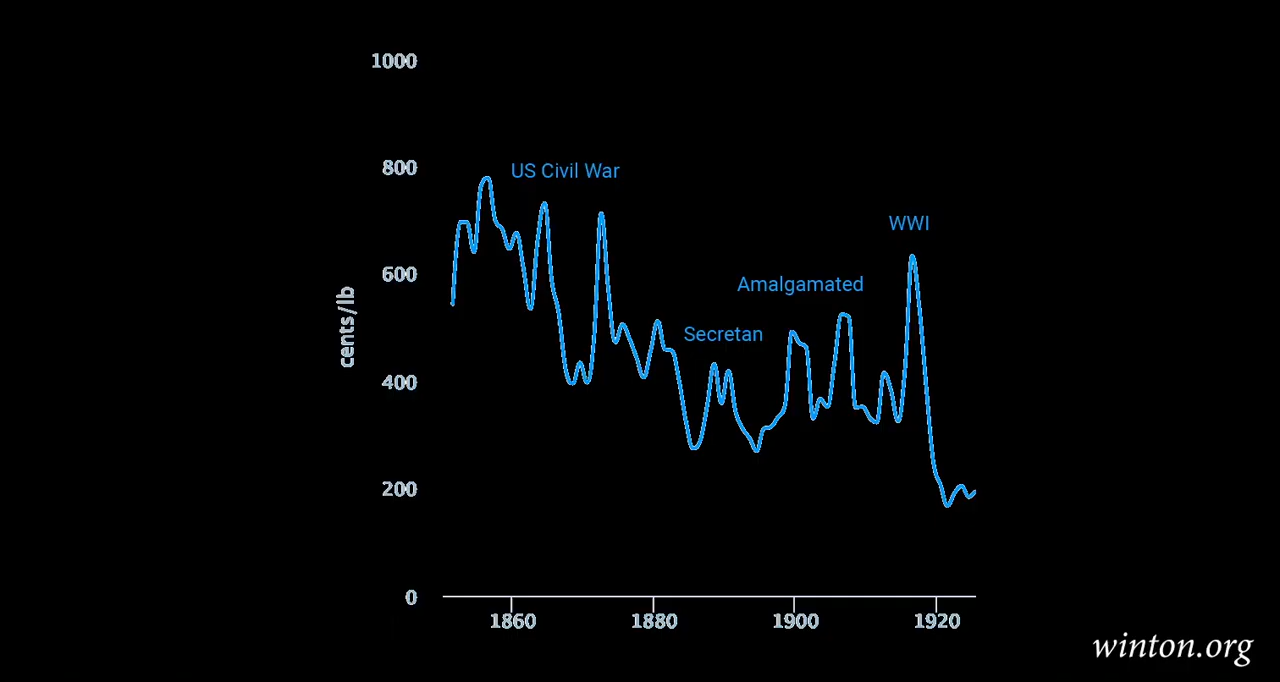 1000
800
600
400
200
0
cents/lb
US Civil War
Secretan
Amalgamated
WWI
1860
1880
1900
1920
winton.org